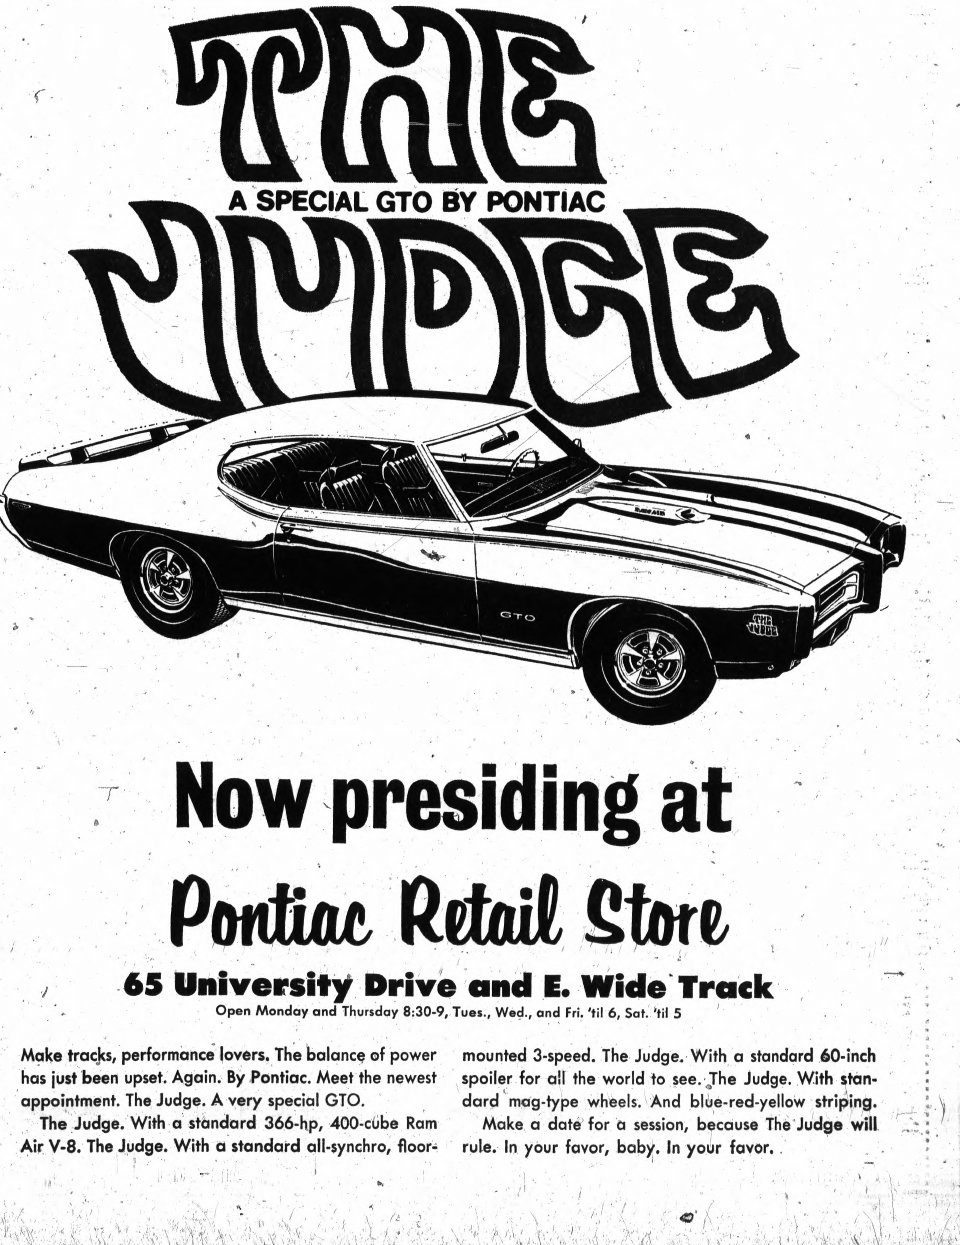 THE
A SPECIAL GTO BY PONTIAC
JUDGE
RAM AIR
GTO
THE
JUDGE
Now presiding at
Pontiac Retail Store
65 University Drive and E. Wide Track
Open Monday and Thursday 8:30-9, Tues., Wed., and Fri. 'til 6, Sat. 'til 5
Make tracks, performance lovers. The balance of power
has just been upset. Again. By Pontiac. Meet the newest
appointment. The Judge. A very special GTO.
The Judge. With a standard 366-hp, 400-cube Ram
Air V-8. The Judge. With a standard all-synchro, floor-
mounted 3-speed. The Judge. With a standard 60-inch
spoiler for all the world to see. The Judge. With stan-
dard mag-type wheels. And blue-red-yellow striping.
Make a date for a session, because The Judge will
rule. In your favor, baby. In your favor.